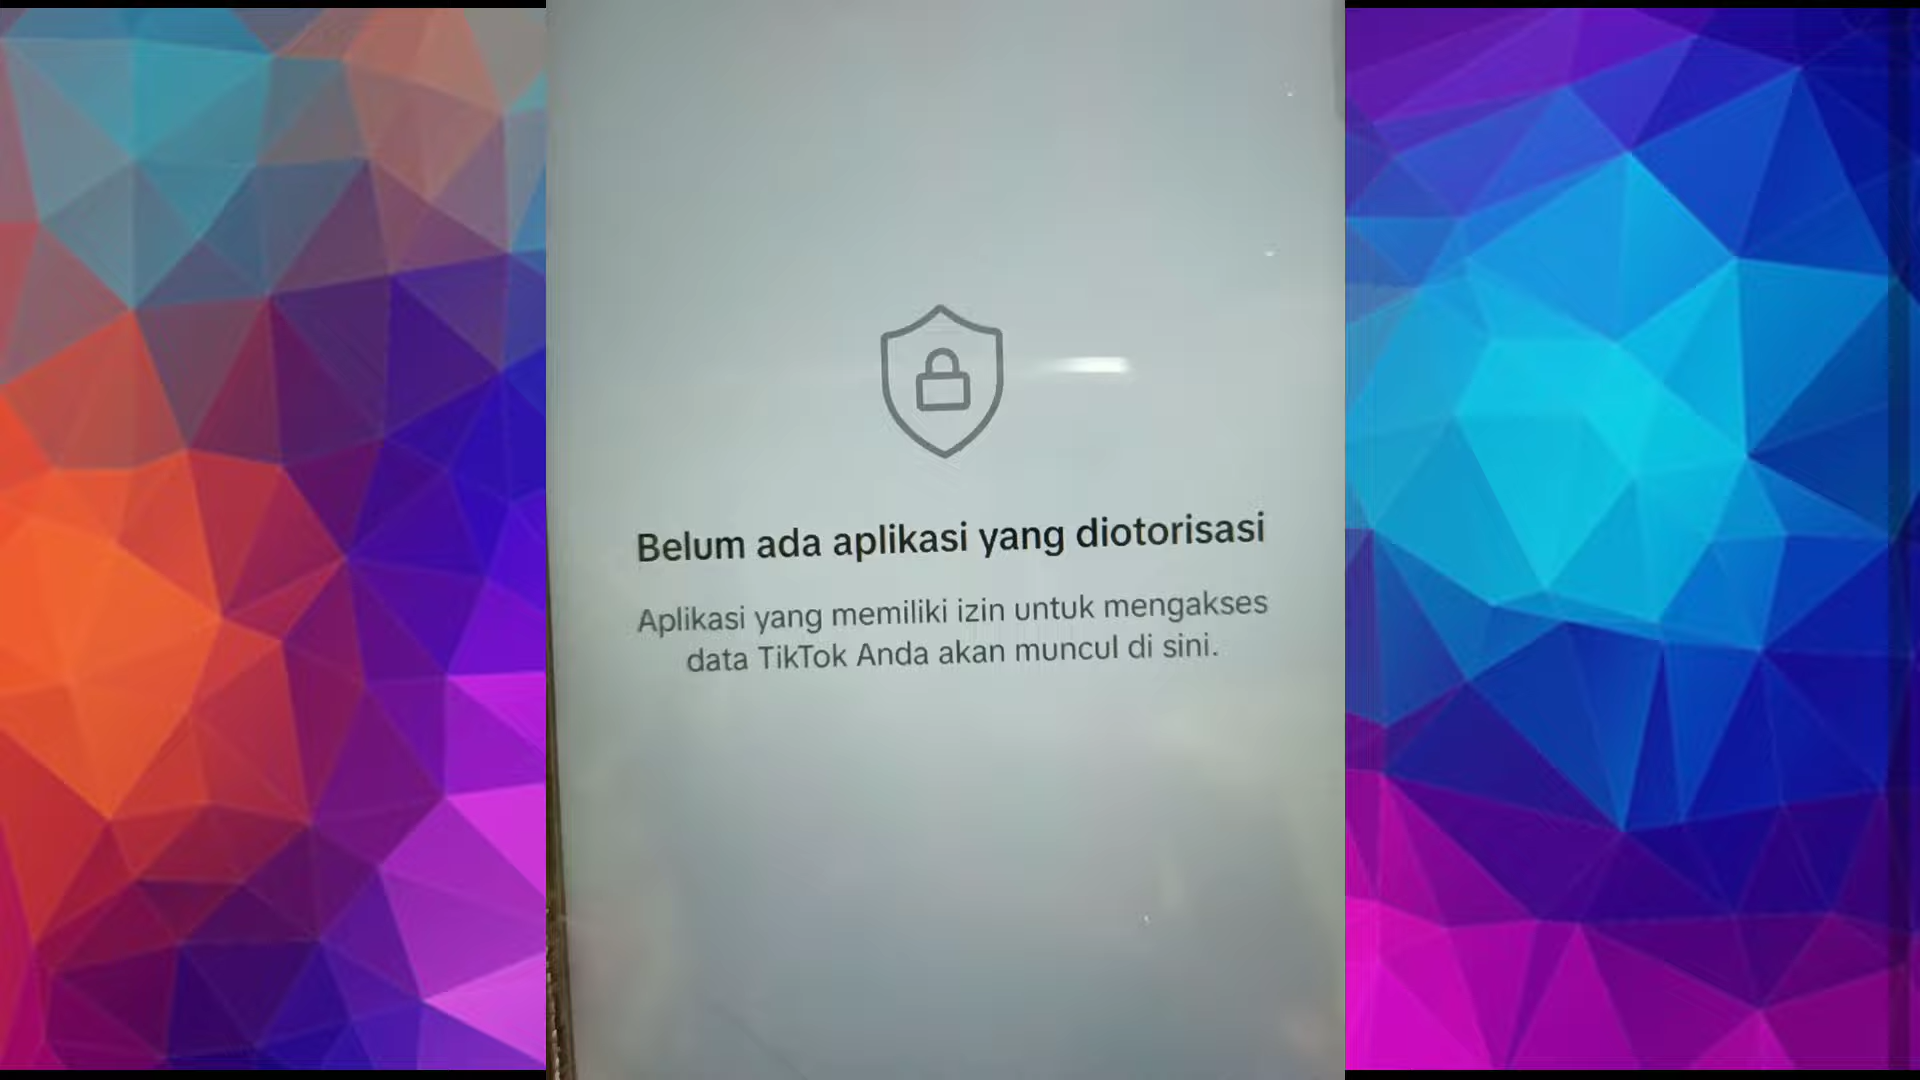 Belum ada aplikasi yang diotorisasi
Aplikasi yang memiliki izin untuk mengakses
data TikTok Anda akan muncul di sini.